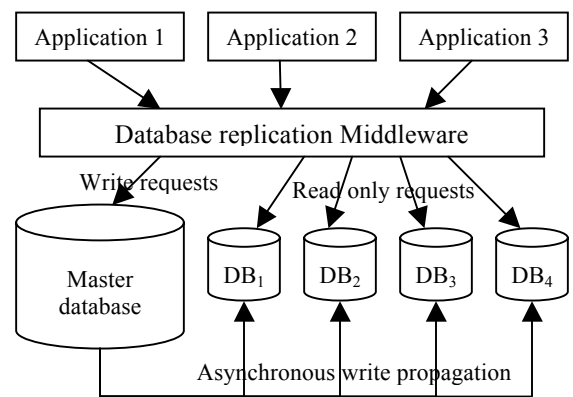 Application 1
Application 2
Application 3
Database replication Middleware
Write requests
Read only requests
Master
database
DB₁
DB₂
DB₃
DB₄
Asynchronous write propagation